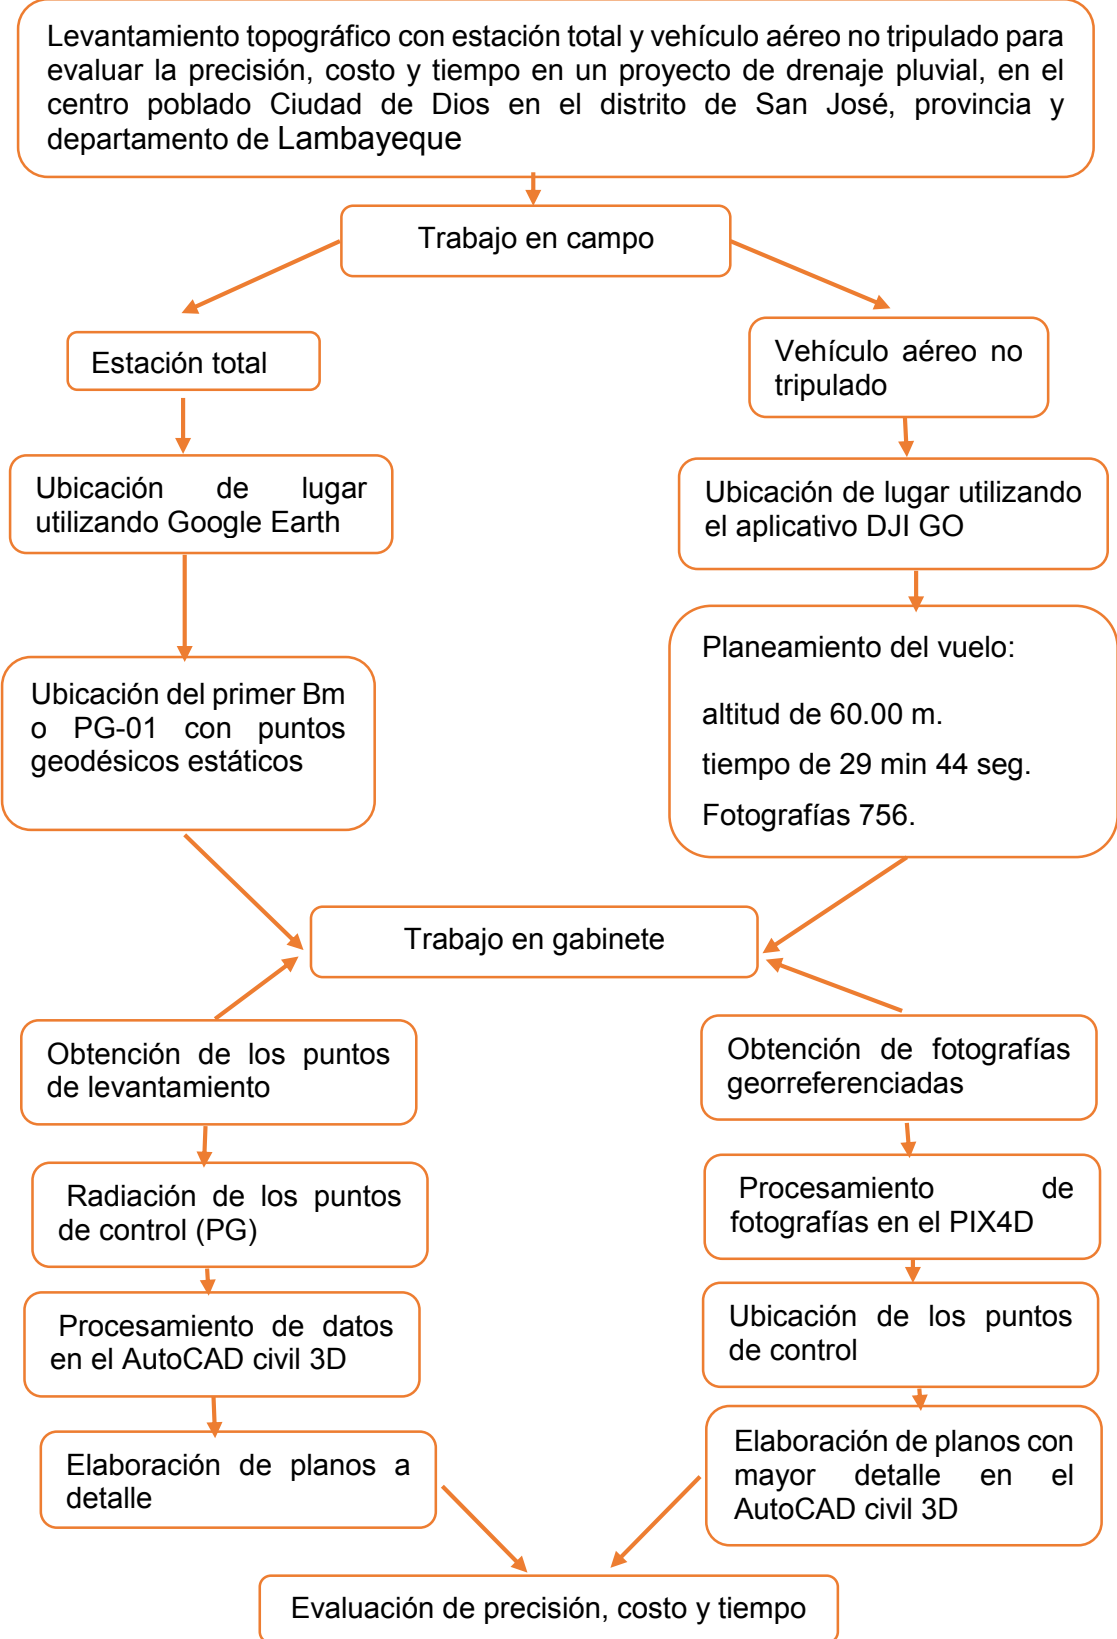 Levantamiento topográfico con estación total y vehículo aéreo no tripulado para
evaluar la precisión, costo y tiempo en un proyecto de drenaje pluvial, en el
centro poblado Ciudad de Dios en el distrito de San José, provincia y
departamento de Lambayeque
Trabajo en campo
Estación total
Vehículo aéreo no
tripulado
Ubicación de lugar
utilizando Google Earth
Ubicación de lugar utilizando
el aplicativo DJI GO
Ubicación del primer Bm
o PG-01 con puntos
geodésicos estáticos
Planeamiento del vuelo:
altitud de 60.00 m.
tiempo de 29 min 44 seg.
Fotografías 756.
Trabajo en gabinete
Obtención de los puntos
de levantamiento
Obtención de fotografías
georreferenciadas
Radiación de los puntos
de control (PG)
Procesamiento de
fotografías en el PIX4D
Procesamiento de datos
en el AutoCAD civil 3D
Ubicación de los puntos
de control
Elaboración de planos a
detalle
Elaboración de planos con
mayor detalle en el
AutoCAD civil 3D
Evaluación de precisión, costo y tiempo